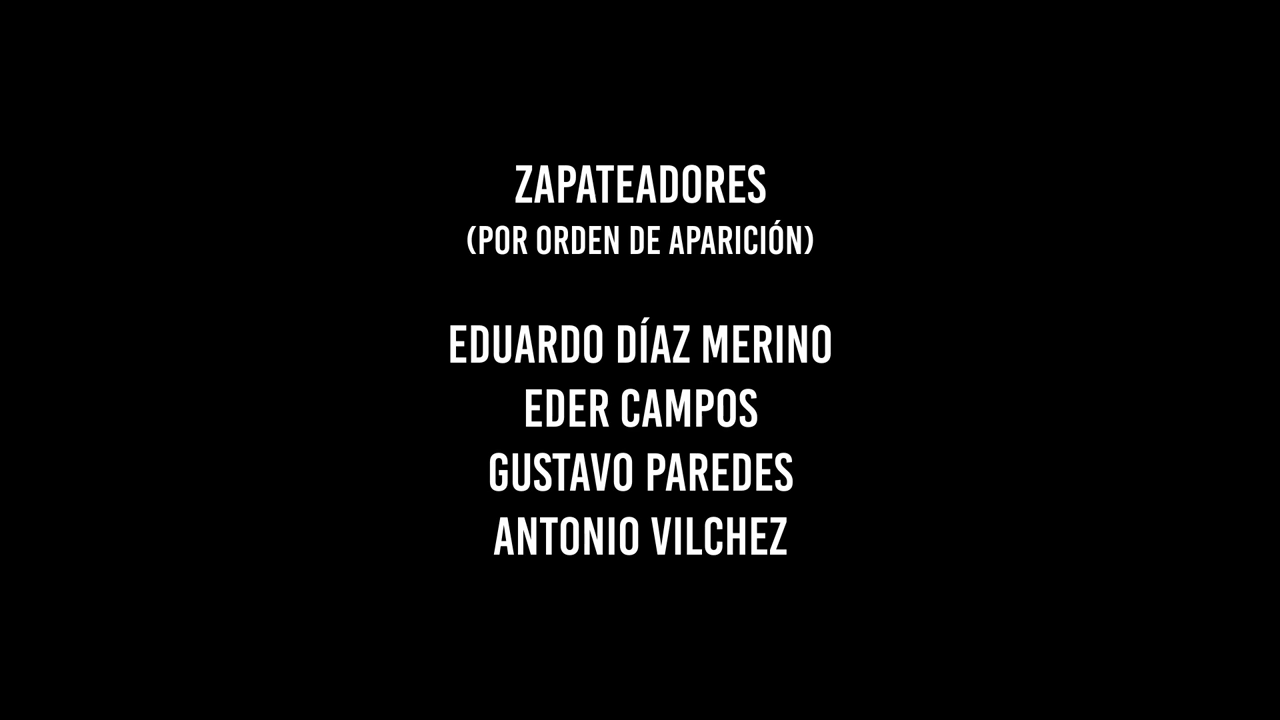 ZAPATEADORES
(POR ORDEN DE APARICIÓN)
EDUARDO DÍAZ MERINO
EDER CAMPOS
GUSTAVO PAREDES
ANTONIO VILCHEZ